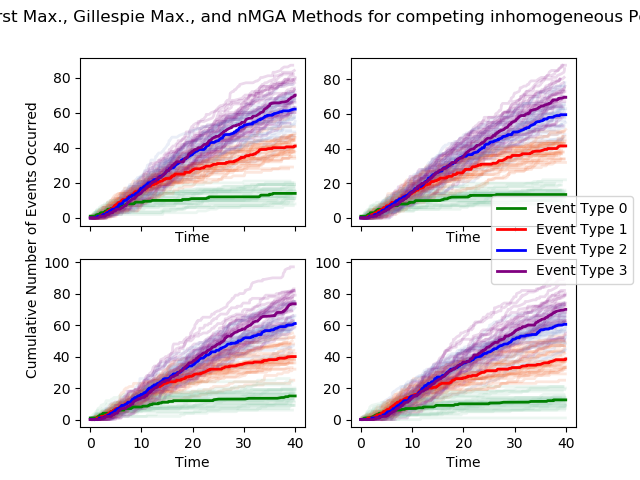 Max., Gillespie Max., and nMGA Methods for competing inhomogeneous
Cumulative Number of Events Occurred
80
60
40
20
0
Time
80
60
40
20
0
Time
Event Type 0
Event Type 1
Event Type 2
Event Type 3
100
80
60
40
20
0
0 10 20 30 40
Time
100
80
60
40
20
0
0 10 20 30 40
Time